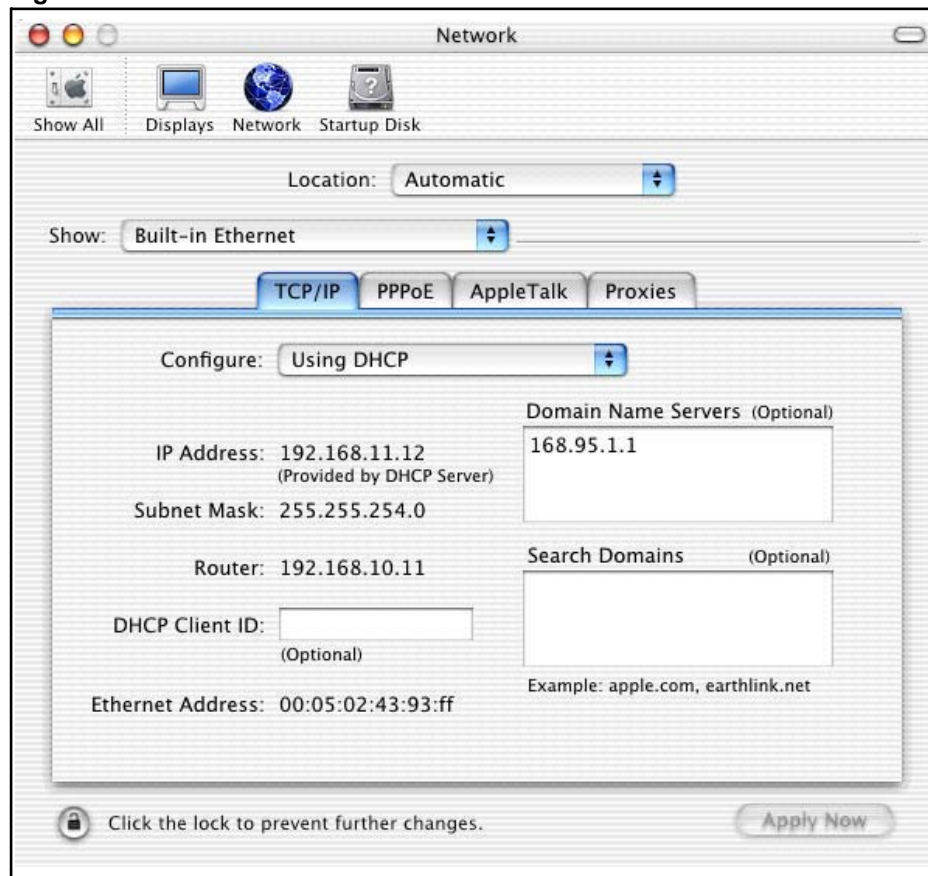 Network
Show All
Displays
Network
Startup Disk
Location: Automatic
Show: Built-in Ethernet
TCP/IP
PPPoE
AppleTalk
Proxies
Configure: Using DHCP
Domain Name Servers (Optional)
168.95.1.1
IP Address: 192.168.11.12
(Provided by DHCP Server)
Subnet Mask: 255.255.254.0
Router: 192.168.10.11
Search Domains (Optional)
DHCP Client ID:
(Optional)
Example: apple.com, earthlink.net
Ethernet Address: 00:05:02:43:93:ff
Click the lock to prevent further changes.
Apply Now